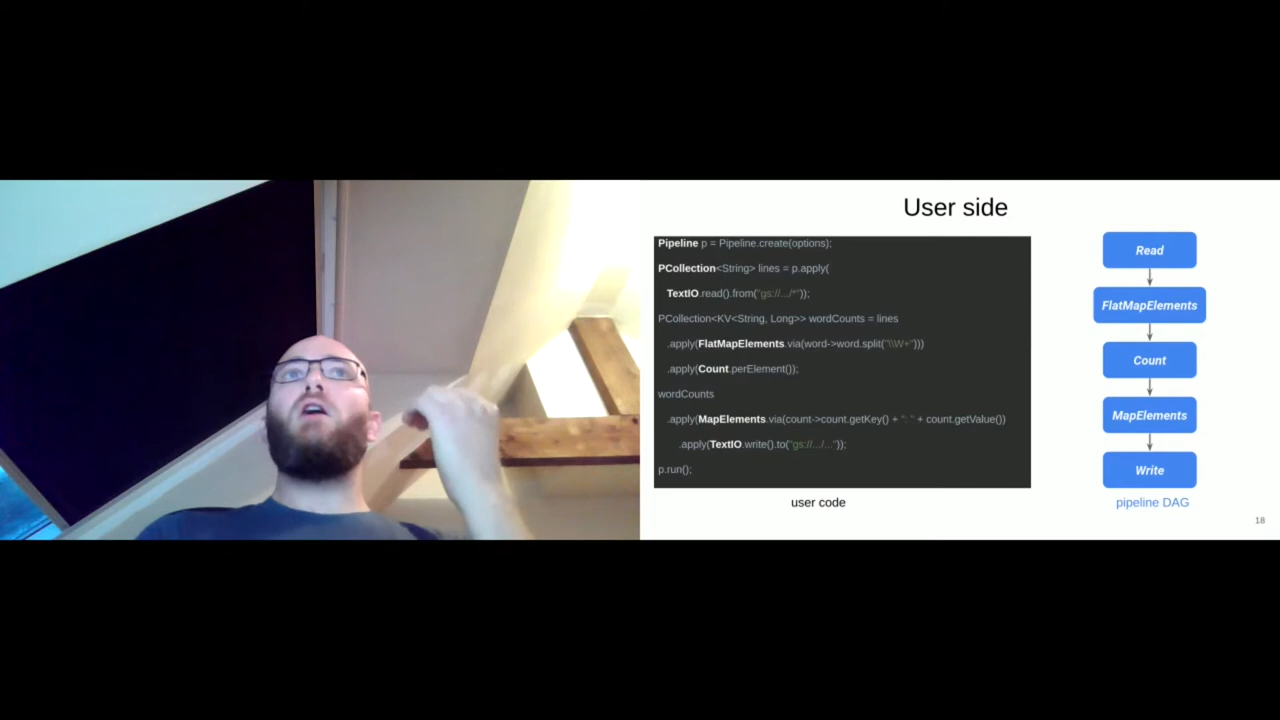 User side
Pipeline p = Pipeline.create(options);
PCollection<String> lines = p.apply(
TextIO.read().from("gs://.../*"));
PCollection<KV<String, Long>> wordCounts = lines
.apply(FlatMapElements.via(word->word.split("\\W+")))
.apply(Count.perElement());
wordCounts
.apply(MapElements.via(count->count.getKey() + ": " + count.getValue())
.apply(TextIO.write().to("gs://.../..."));
p.run();
user code
Read
FlatMapElements
Count
MapElements
Write
pipeline DAG
18